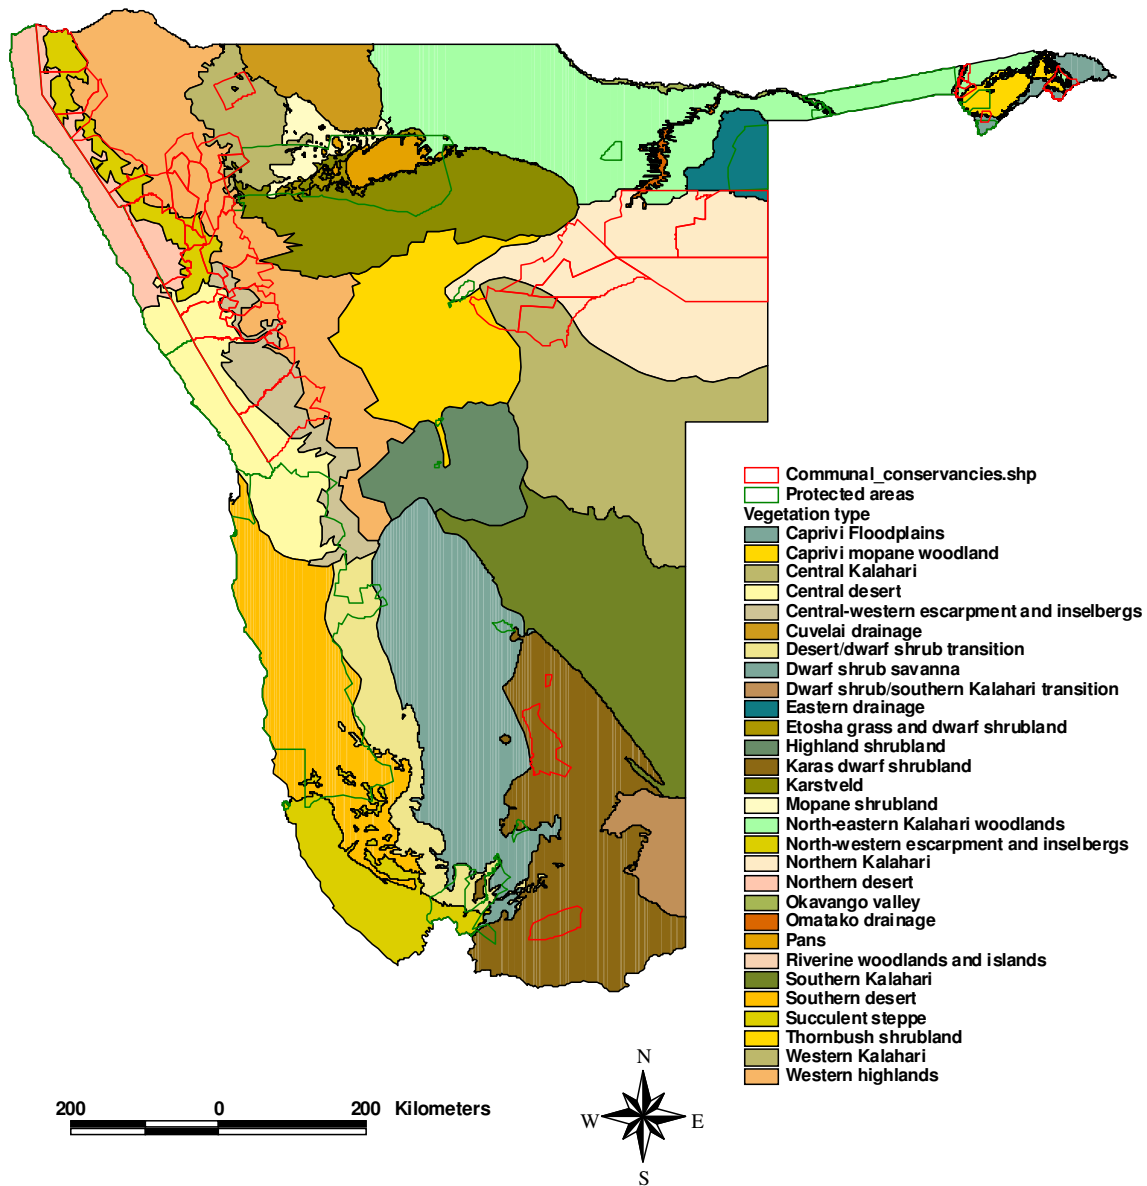 Communal_conservancies.shp
Protected areas
Vegetation type
Caprivi Floodplains
Caprivi mopane woodland
Central Kalahari
Central desert
Central-western escarpment and inselbergs
Cuvelai drainage
Desert/dwarf shrub transition
Dwarf shrub savanna
Dwarf shrub/southern Kalahari transition
Eastern drainage
Etosha grass and dwarf shrubland
Highland shrubland
Karas dwarf shrubland
Karstveld
Mopane shrubland
North-eastern Kalahari woodlands
North-western escarpment and inselbergs
Northern Kalahari
Northern desert
Okavango valley
Omatako drainage
Pans
Riverine woodlands and islands
Southern Kalahari
Southern desert
Succulent steppe
Thornbush shrubland
Western Kalahari
Western highlands
N
W E
S
200 0 200 Kilometers